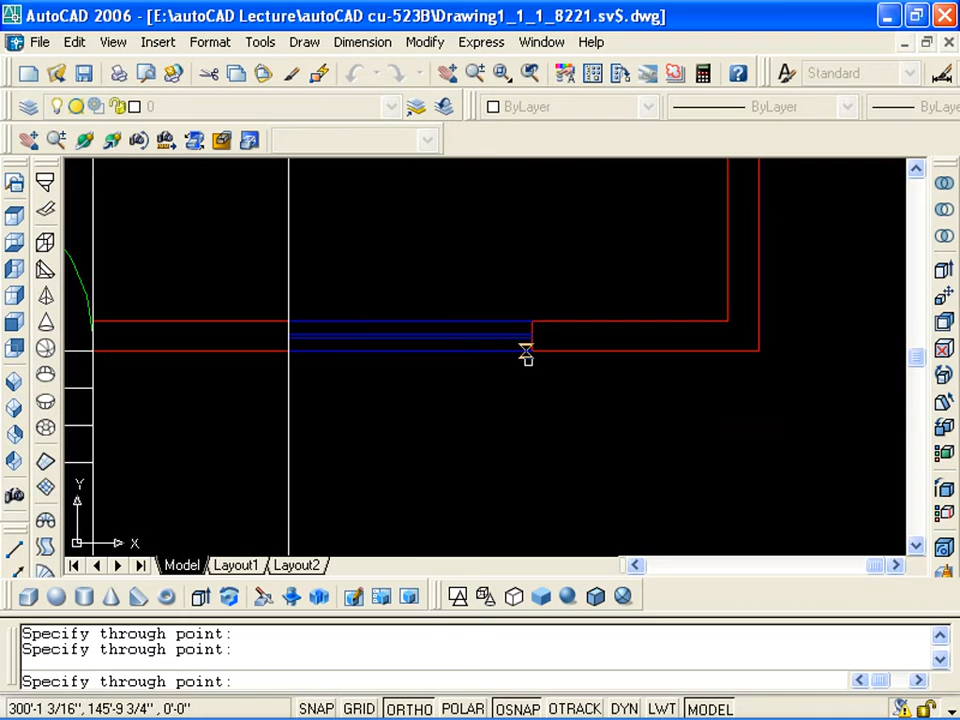 AutoCAD 2006 - [E:\autoCAD Lecture\autoCAD cu-523B\Drawing1_1_1_8221.sv$.dwg]
File Edit View Insert Format Tools Draw Dimension Modify Express Window Help
Standard
0 ByLayer ByLayer ByLaye
Y
X
Model Layout1 Layout2
Specify through point:
Specify through point:
Specify through point:
300'-1 3/16", 145'-9 3/4" , 0'-0" SNAP GRID ORTHO POLAR OSNAP OTRACK DYN LWT MODEL